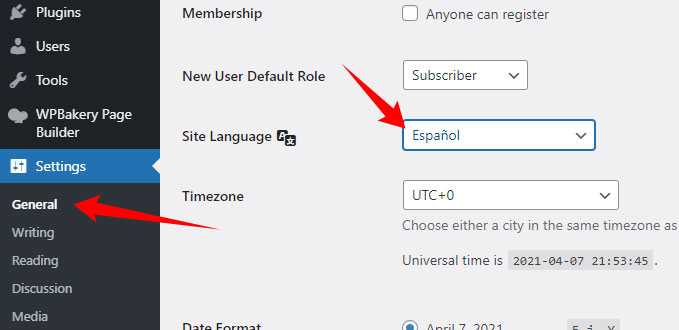 Plugins
Users
Tools
WPBakery Page
Builder
Settings
General
Writing
Reading
Discussion
Media
Membership
Anyone can register
New User Default Role
Subscriber
Site Language
Español
Timezone
UTC+0
Choose either a city in the same timezone as
Universal time is 2021-04-07 21:53:45 .
Date Format
April 7, 2021